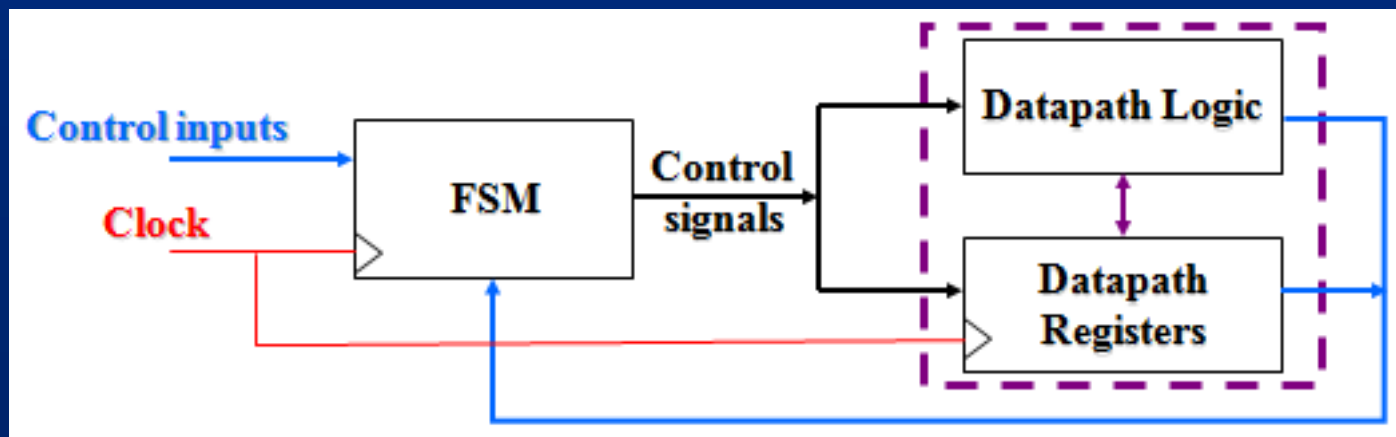 Control inputs
Clock
FSM
Control
signals
Datapath Logic
Datapath
Registers